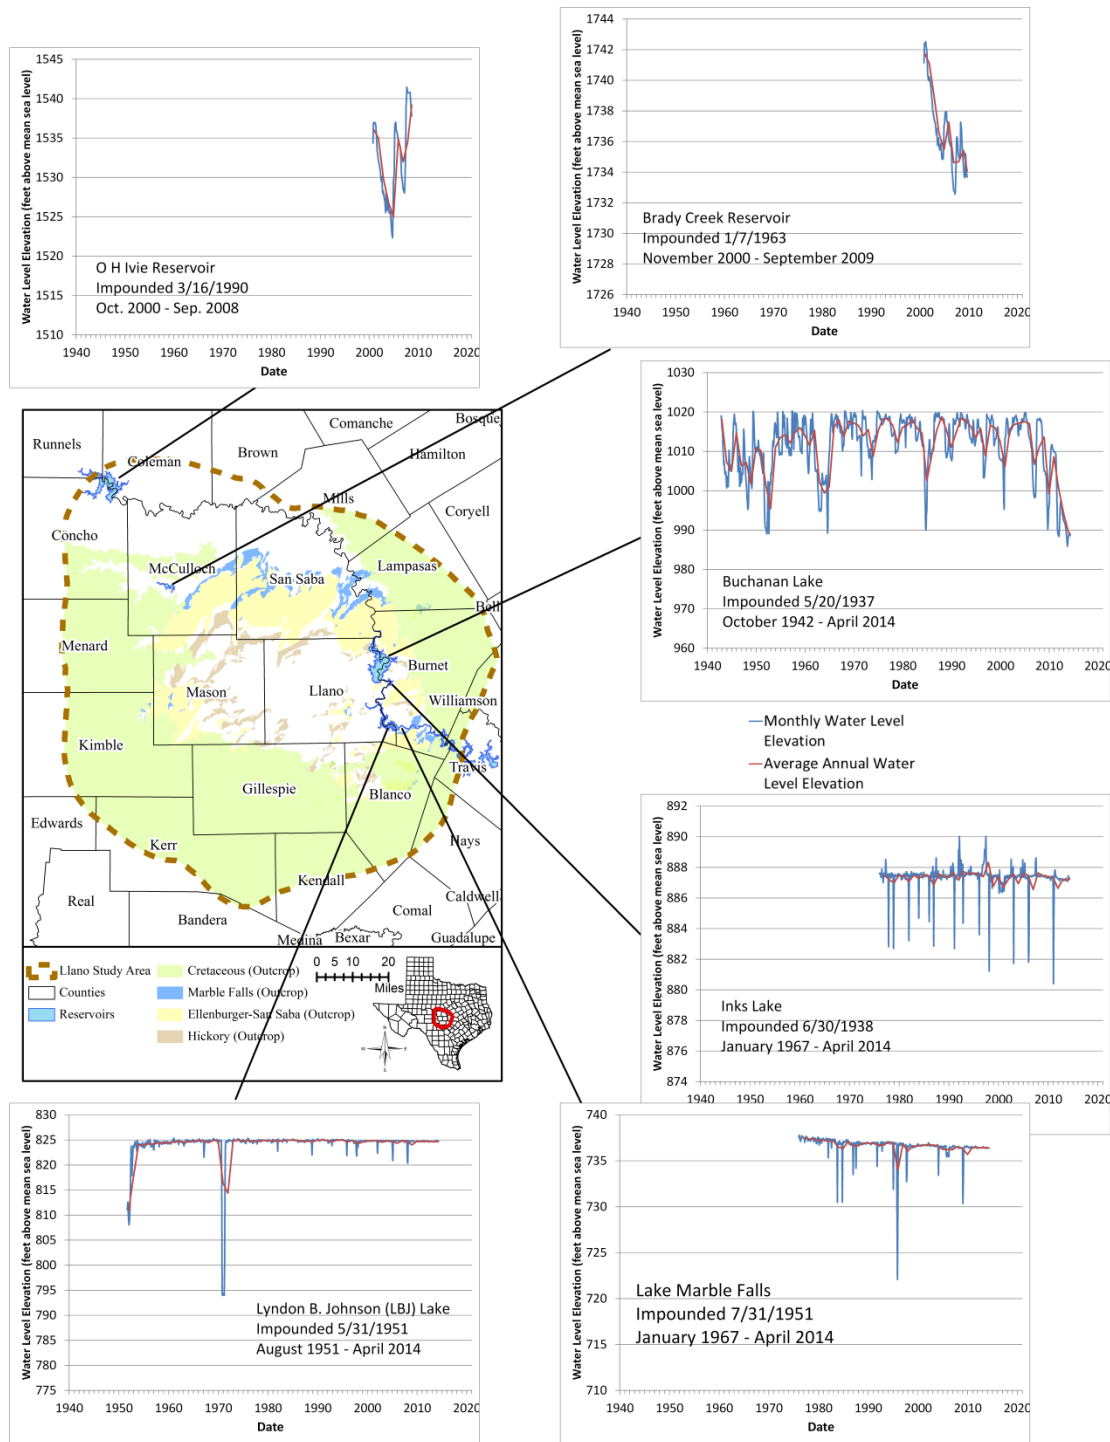 Water Level Elevation (feet above mean sea level)
1545
1540
1535
1530
1525
1520
1515
1510
1940 1950 1960 1970 1980 1990 2000 2010 2020
Date
O H Ivie Reservoir
Impounded 3/16/1990
Oct. 2000 - Sep. 2008
Water Level Elevation (feet above mean sea level)
1744
1742
1740
1738
1736
1734
1732
1730
1728
1726
1940 1950 1960 1970 1980 1990 2000 2010 2020
Date
Brady Creek Reservoir
Impounded 1/7/1963
November 2000 - September 2009
Water Level Elevation (feet above mean sea level)
1030
1020
1010
1000
990
980
970
960
1940 1950 1960 1970 1980 1990 2000 2010 2020
Date
Buchanan Lake
Impounded 5/20/1937
October 1942 - April 2014
Monthly Water Level
Elevation
Average Annual Water
Level Elevation
Runnels
Coleman
Brown
Comanche
Bosque
Hamilton
Mills
Coryell
Concho
McCulloch
San Saba
Lampasas
Bell
Menard
Mason
Llano
Burnet
Williamson
Kimble
Travis
Gillespie
Blanco
Edwards
Kerr
Hays
Real
Kendall
Caldwell
Bandera
Comal
Medina
Bexar
Guadalupe
Llano Study Area
Counties
Reservoirs
Cretaceous (Outcrop)
Marble Falls (Outcrop)
Ellenburger-San Saba (Outcrop)
Hickory (Outcrop)
0 5 10 20
Miles
N
W E
S
Water Level Elevation (feet above mean sea level)
892
890
888
886
884
882
880
878
876
874
1940 1950 1960 1970 1980 1990 2000 2010 2020
Inks Lake
Impounded 6/30/1938
January 1967 - April 2014
Water Level Elevation (feet above mean sea level)
830
825
820
815
810
805
800
795
790
785
780
775
1940 1950 1960 1970 1980 1990 2000 2010 2020
Date
Lyndon B. Johnson (LBJ) Lake
Impounded 5/31/1951
August 1951 - April 2014
Water Level Elevation (feet above mean sea level)
740
735
730
725
720
715
710
1940 1950 1960 1970 1980 1990 2000 2010 2020
Date
Lake Marble Falls
Impounded 7/31/1951
January 1967 - April 2014